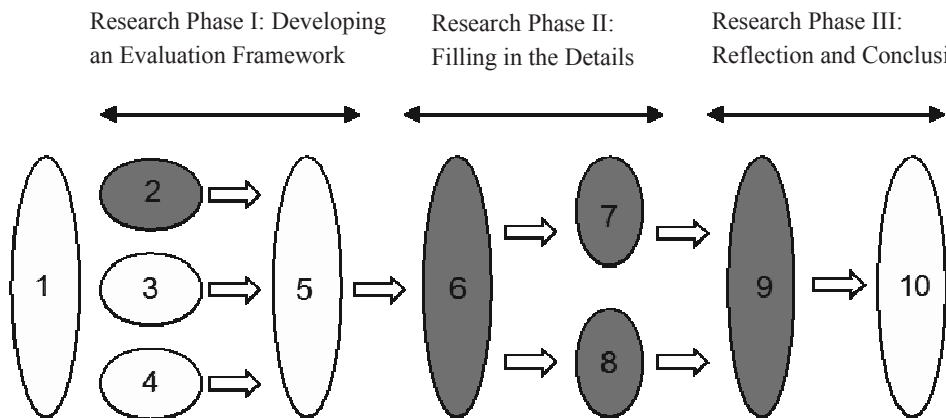 Research Phase I: Developing
an Evaluation Framework
Research Phase II:
Filling in the Details
Research Phase III:
Reflection and Conclusi
1
2
3
4
5
6
7
8
9
10